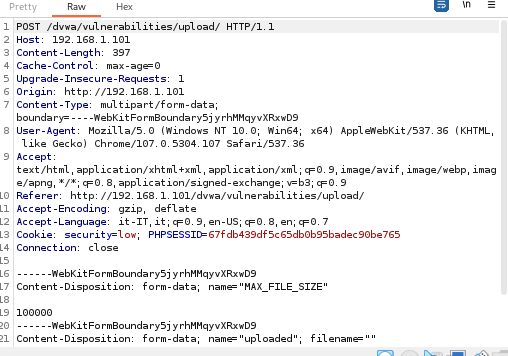 Pretty Raw Hex \n
1 POST /dvwa/vulnerabilities/upload/ HTTP/1.1
2 Host: 192.168.1.101
3 Content-Length: 397
4 Cache-Control: max-age=0
5 Upgrade-Insecure-Requests: 1
6 Origin: http://192.168.1.101
7 Content-Type: multipart/form-data;
boundary=----WebKitFormBoundary5jyrhMMqyvXRxwD9
8 User-Agent: Mozilla/5.0 (Windows NT 10.0; Win64; x64) AppleWebKit/537.36 (KHTML,
like Gecko) Chrome/107.0.5304.107 Safari/537.36
9 Accept:
text/html,application/xhtml+xml,application/xml;q=0.9,image/avif,image/webp,imag
e/apng,*/*;q=0.8,application/signed-exchange;v=b3;q=0.9
10 Referer: http://192.168.1.101/dvwa/vulnerabilities/upload/
11 Accept-Encoding: gzip, deflate
12 Accept-Language: it-IT,it;q=0.9,en-US;q=0.8,en;q=0.7
13 Cookie: security=low; PHPSESSID=67fdb439df5c65db0b95badec90be765
14 Connection: close
15
16 ------WebKitFormBoundary5jyrhMMqyvXRxwD9
17 Content-Disposition: form-data; name="MAX_FILE_SIZE"
18
19 100000
20 ------WebKitFormBoundary5jyrhMMqyvXRxwD9
21 Content-Disposition: form-data; name="uploaded"; filename=""